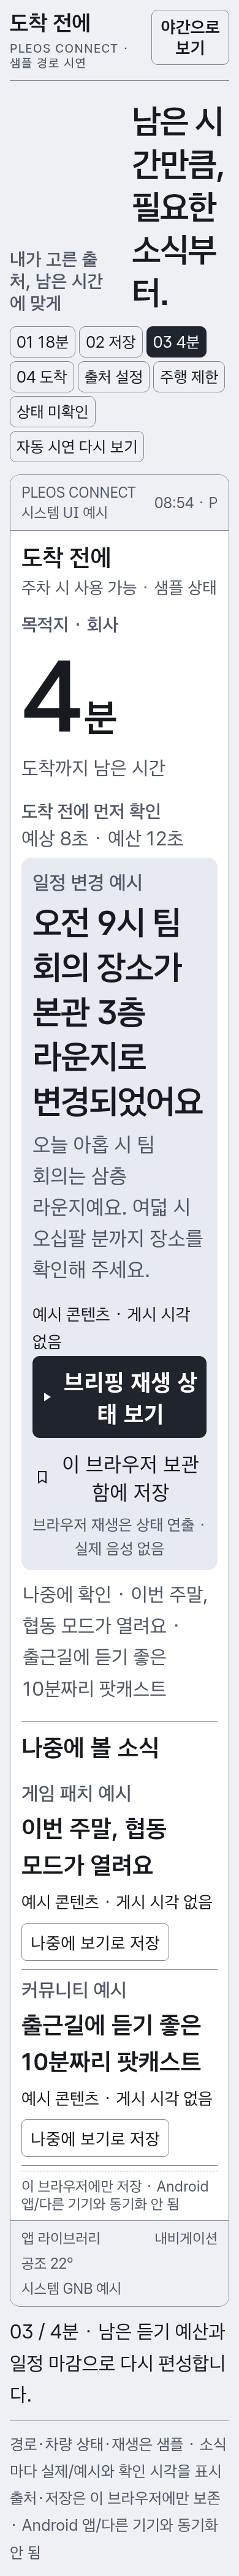 도착 전에
PLEOS CONNECT ·
샘플 경로 시연
야간으로
보기
내가 고른 출
처, 남은 시간
에 맞게
남은 시
간만큼,
필요한
소식부
터.
01 18분
02 저장
03 4분
04 도착
출처 설정
주행 제한
상태 미확인
자동 시연 다시 보기
PLEOS CONNECT
시스템 UI 예시
08:54 · P
도착 전에
주차 시 사용 가능 · 샘플 상태
목적지 · 회사
4분
도착까지 남은 시간
도착 전에 먼저 확인
예상 8초 · 예산 12초
일정 변경 예시
오전 9시 팀
회의 장소가
본관 3층
라운지로
변경되었어요
오늘 아홉 시 팀
회의는 삼층
라운지예요. 여덟 시
오십팔 분까지 장소를
확인해 주세요.
예시 콘텐츠 · 게시 시각
없음
브리핑 재생 상
태 보기
이 브라우저 보관
함에 저장
브라우저 재생은 상태 연출 ·
실제 음성 없음
나중에 확인 · 이번 주말,
협동 모드가 열려요 ·
출근길에 듣기 좋은
10분짜리 팟캐스트
나중에 볼 소식
게임 패치 예시
이번 주말, 협동
모드가 열려요
예시 콘텐츠 · 게시 시각 없음
나중에 보기로 저장
커뮤니티 예시
출근길에 듣기 좋은
10분짜리 팟캐스트
예시 콘텐츠 · 게시 시각 없음
나중에 보기로 저장
이 브라우저에만 저장 · Android
앱/다른 기기와 동기화 안 됨
앱 라이브러리
내비게이션
공조 22°
시스템 GNB 예시
03 / 4분 · 남은 듣기 예산과
일정 마감으로 다시 편성합니
다.
경로·차량 상태·재생은 샘플 · 소식
마다 실제/예시와 확인 시각을 표시
출처·저장은 이 브라우저에만 보존
· Android 앱/다른 기기와 동기화
안 됨